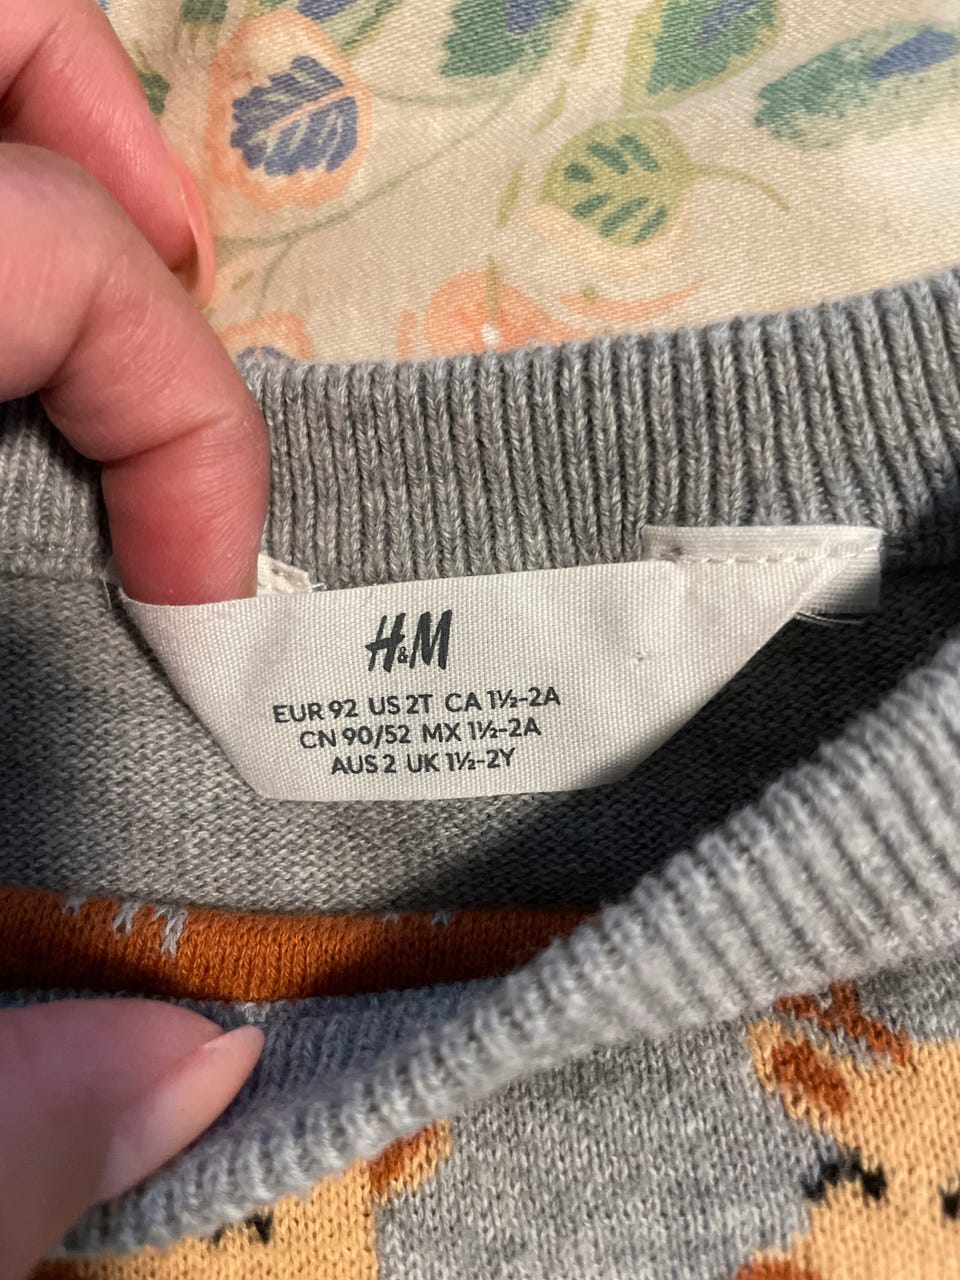 H&M
EUR 92 US 2T CA 1½-2A
CN 90/52 MX 1½-2A
AUS 2 UK 1½-2Y